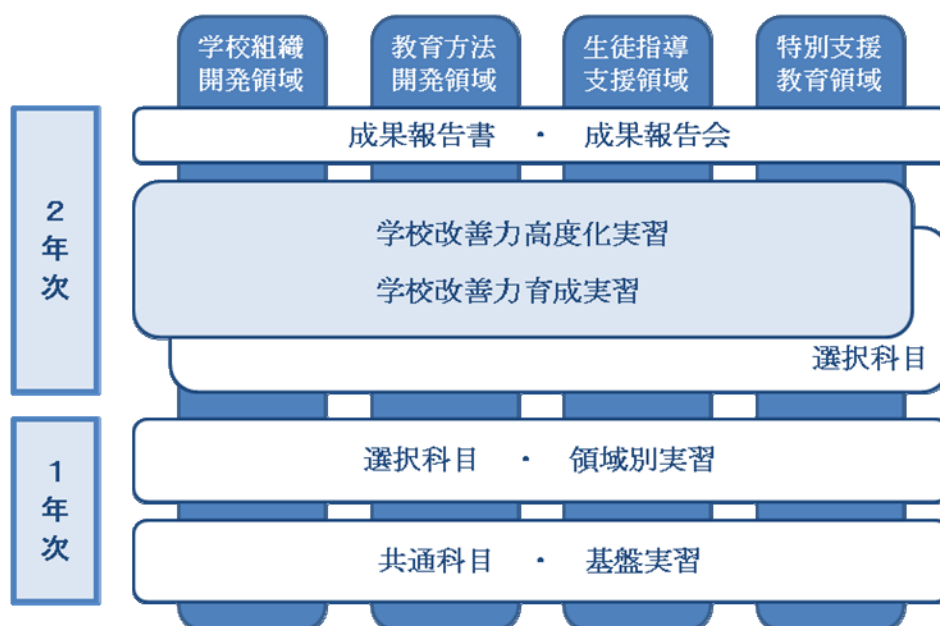 学校組織
開発領域
教育方法
開発領域
生徒指導
支援領域
特別支援
教育領域
2年次
成果報告書 ・ 成果報告会
学校改善力高度化実習
学校改善力育成実習
選択科目
1年次
選択科目 ・ 領域別実習
共通科目 ・ 基盤実習